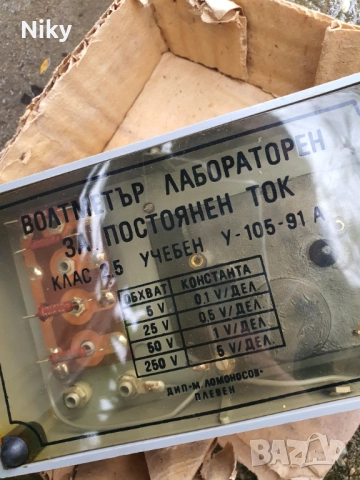 Niky
ВОЛТМЕТЪР ЛАБОРАТОРЕН
ЗА ПОСТОЯНЕН ТОК
КЛАС 2,5 УЧЕБЕН У-105-91 А
ОБХВАТ КОНСТАНТА
5 V 0,1 V/ДЕЛ.
25 V 0,5 V/ДЕЛ.
50 V 1 V/ДЕЛ.
250 V 5 V/ДЕЛ.
ДИП „М. ЛОМОНОСОВ"
ПЛЕВЕН
BAZAR